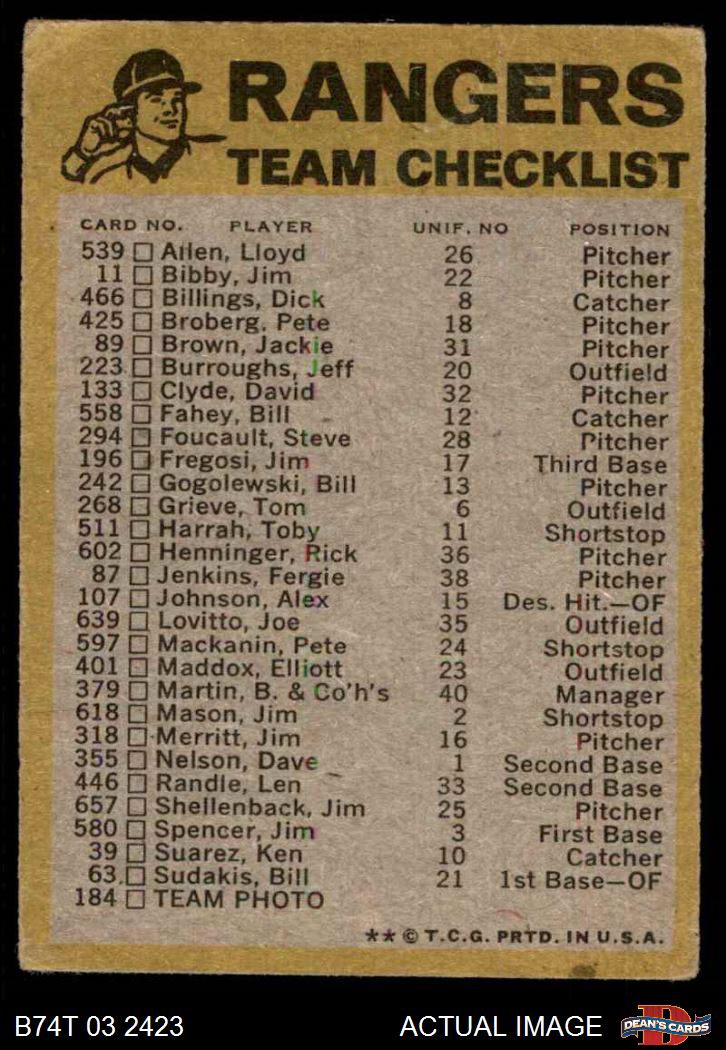 RANGERS
TEAM CHECKLIST
CARD NO. PLAYER UNIF. NO POSITION
539 Allen, Lloyd 26 Pitcher
11 Bibby, Jim 22 Pitcher
466 Billings, Dick 8 Catcher
425 Broberg, Pete 18 Pitcher
89 Brown, Jackie 31 Pitcher
223 Burroughs, Jeff 20 Outfield
133 Clyde, David 32 Pitcher
558 Fahey, Bill 12 Catcher
294 Foucault, Steve 28 Pitcher
196 Fregosi, Jim 17 Third Base
242 Gogolewski, Bill 13 Pitcher
268 Grieve, Tom 6 Outfield
511 Harrah, Toby 11 Shortstop
602 Henninger, Rick 36 Pitcher
87 Jenkins, Fergie 38 Pitcher
107 Johnson, Alex 15 Des. Hit.—OF
639 Lovitto, Joe 35 Outfield
597 Mackanin, Pete 24 Shortstop
401 Maddox, Elliott 23 Outfield
379 Martin, B. & Co'h's 40 Manager
618 Mason, Jim 2 Shortstop
318 Merritt, Jim 16 Pitcher
355 Nelson, Dave 1 Second Base
446 Randle, Len 33 Second Base
657 Shellenback, Jim 25 Pitcher
580 Spencer, Jim 3 First Base
39 Suarez, Ken 10 Catcher
63 Sudakis, Bill 21 1st Base—OF
184 TEAM PHOTO
** © T.C.G. PRTD. IN U.S.A.
B74T 03 2423 ACTUAL IMAGE D DEAN'S CARDS